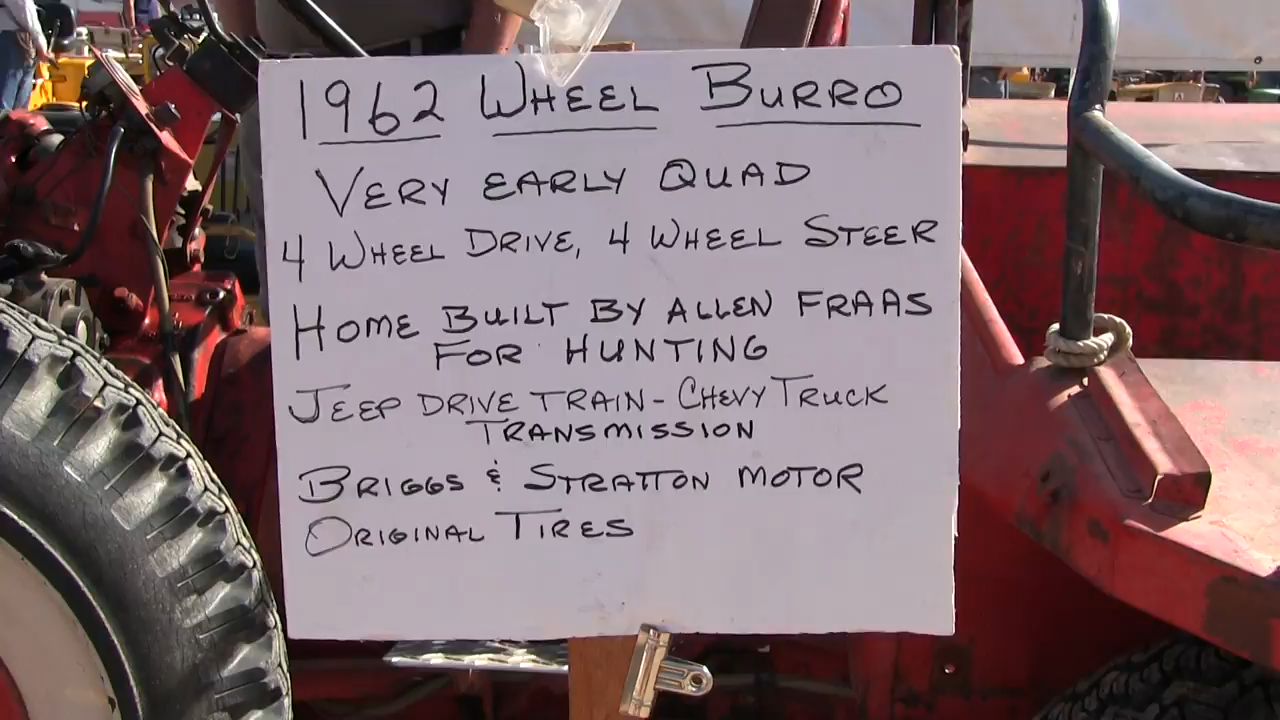 1962 WHEEL BURRO
VERY EARLY QUAD
4 WHEEL DRIVE, 4 WHEEL STEER
HOME BUILT BY ALLEN FRAAS
FOR HUNTING
JEEP DRIVE TRAIN - CHEVY TRUCK
TRANSMISSION
BRIGGS & STRATTON MOTOR
ORIGINAL TIRES